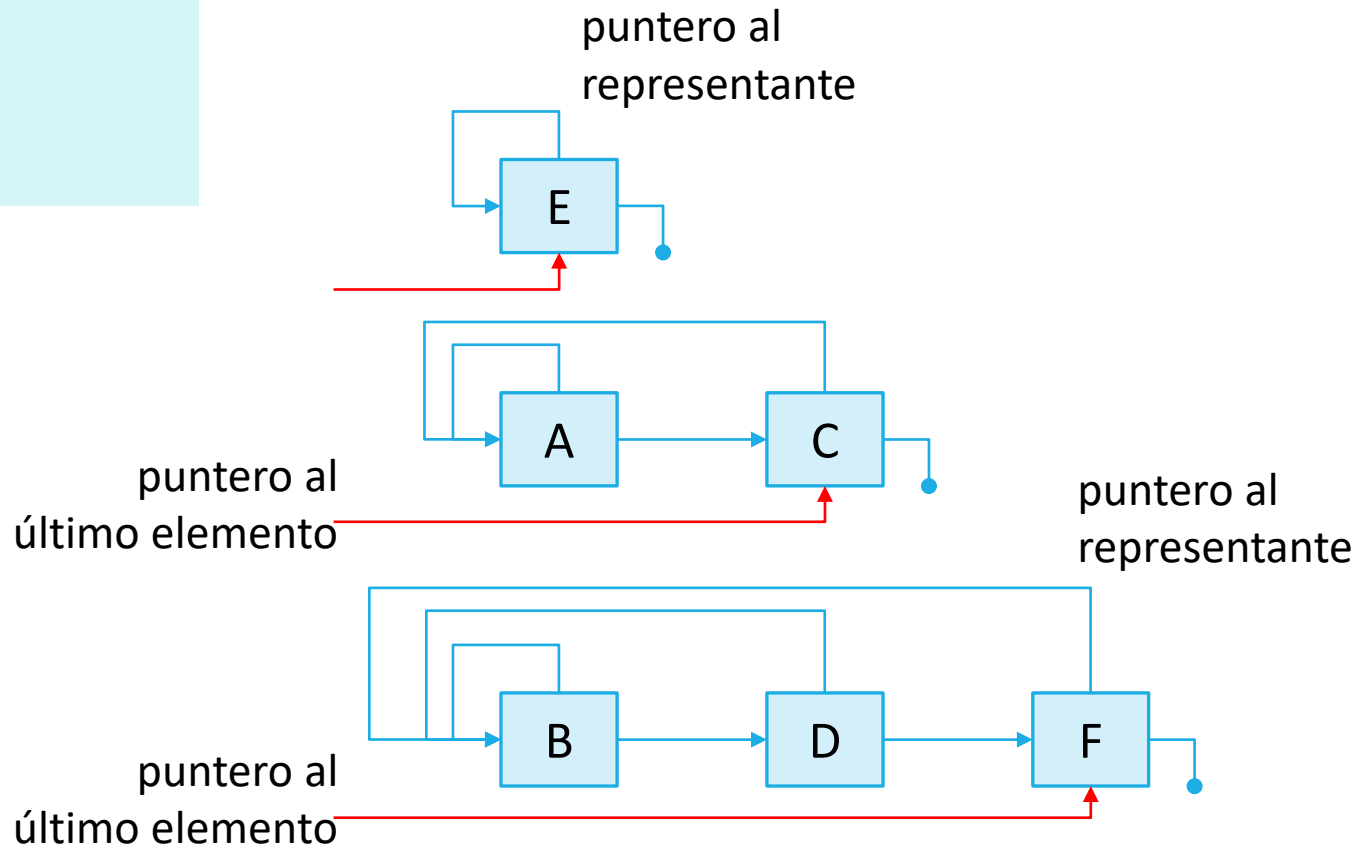 puntero al
representante
E
A
C
puntero al
último elemento
puntero al
representante
B
D
F
puntero al
último elemento